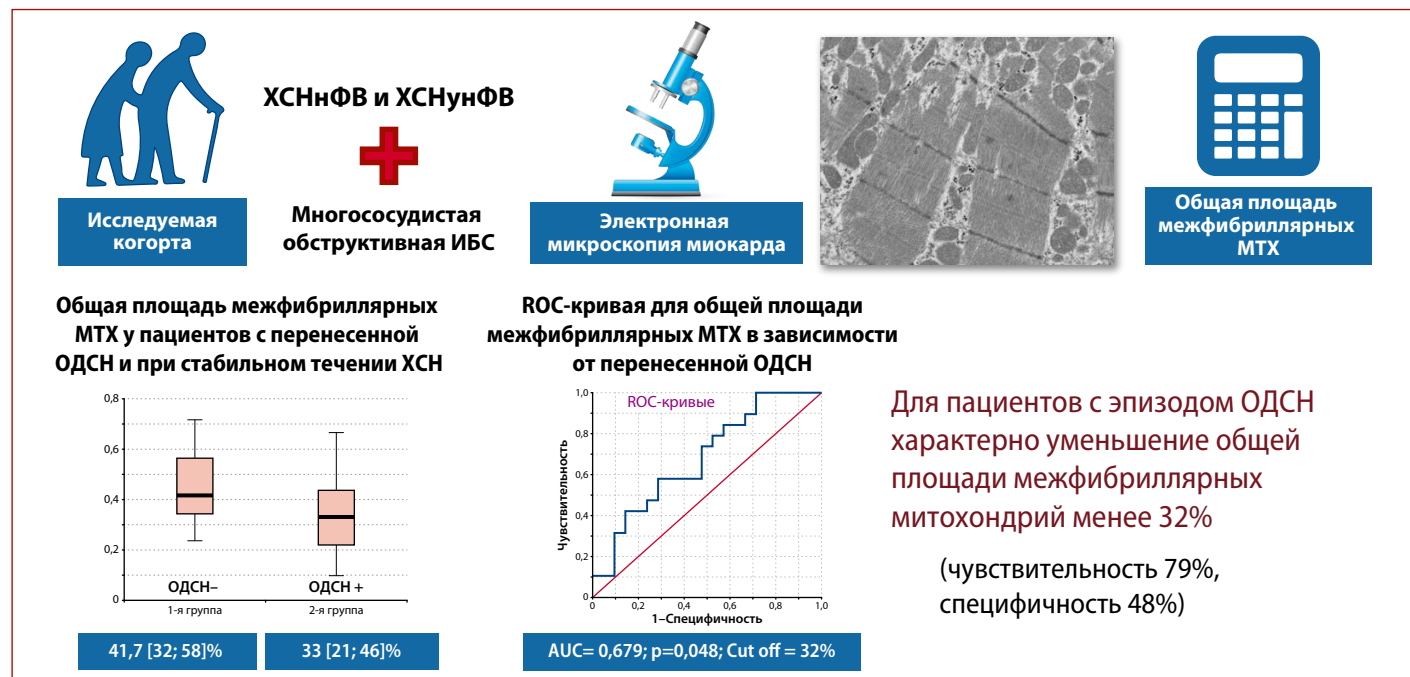 ХСНнФВ и ХСНунФВ
Исследуемая
когорта
Многососудистая
обструктивная ИБС
Электронная
микроскопия миокарда
Общая площадь
межфибриллярных
МТХ
Общая площадь межфибриллярных
МТХ у пациентов с перенесенной
ОДСН и при стабильном течении ХСН
0,8
0,6
0,4
0,2
0
ОДСН–
ОДСН +
1-я группа
2-я группа
41,7 [32; 58]%
33 [21; 46]%
ROC-кривая для общей площади
межфибриллярных МТХ в зависимости
от перенесенной ОДСН
ROC-кривые
Чувствительность
1,0
0,8
0,6
0,4
0,2
0
0
0,2
0,4
0,6
0,8
1,0
1–Специфичность
AUC= 0,679; p=0,048; Cut off = 32%
Для пациентов с эпизодом ОДСН
характерно уменьшение общей
площади межфибриллярных
митохондрий менее 32%
(чувствительность 79%,
специфичность 48%)